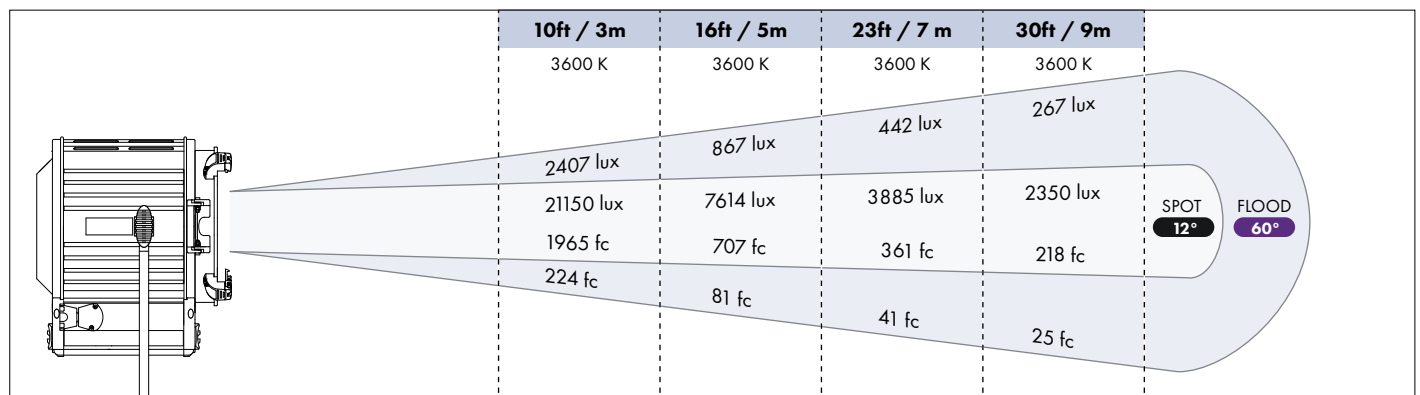 10ft / 3m 16ft / 5m 23ft / 7 m 30ft / 9m
3600 K 3600 K 3600 K 3600 K
2407 lux 867 lux 442 lux 267 lux
21150 lux 7614 lux 3885 lux 2350 lux
SPOT FLOOD
12° 60°
1965 fc 707 fc 361 fc 218 fc
224 fc 81 fc 41 fc 25 fc